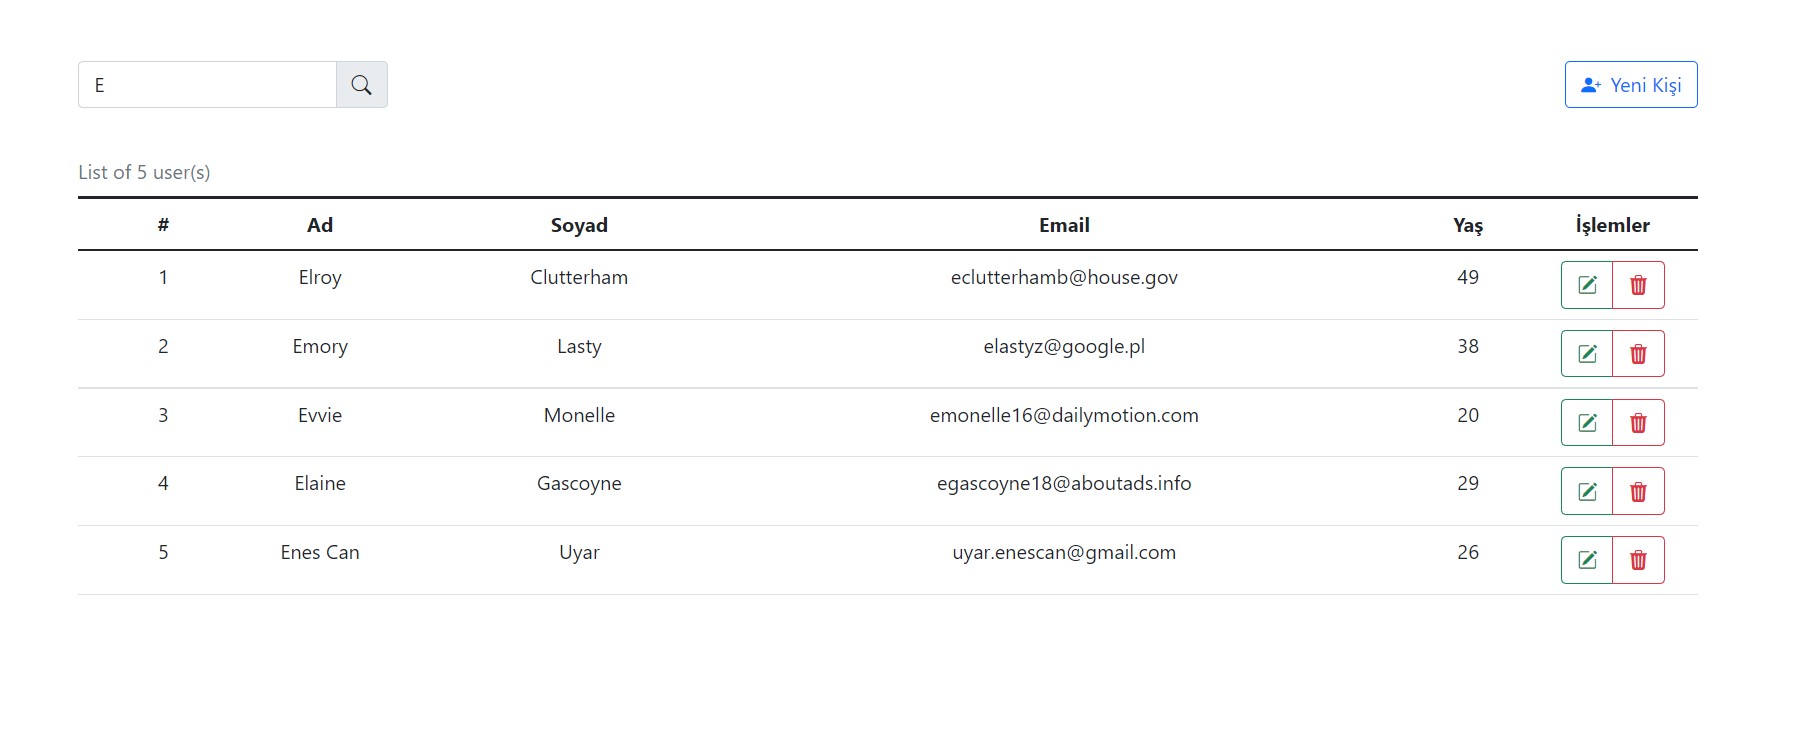 E
Yeni Kişi
List of 5 user(s)
# Ad Soyad Email Yaş İşlemler
1 Elroy Clutterham eclutterhamb@house.gov 49
2 Emory Lasty elastyz@google.pl 38
3 Evvie Monelle emonelle16@dailymotion.com 20
4 Elaine Gascoyne egascoyne18@aboutads.info 29
5 Enes Can Uyar uyar.enescan@gmail.com 26